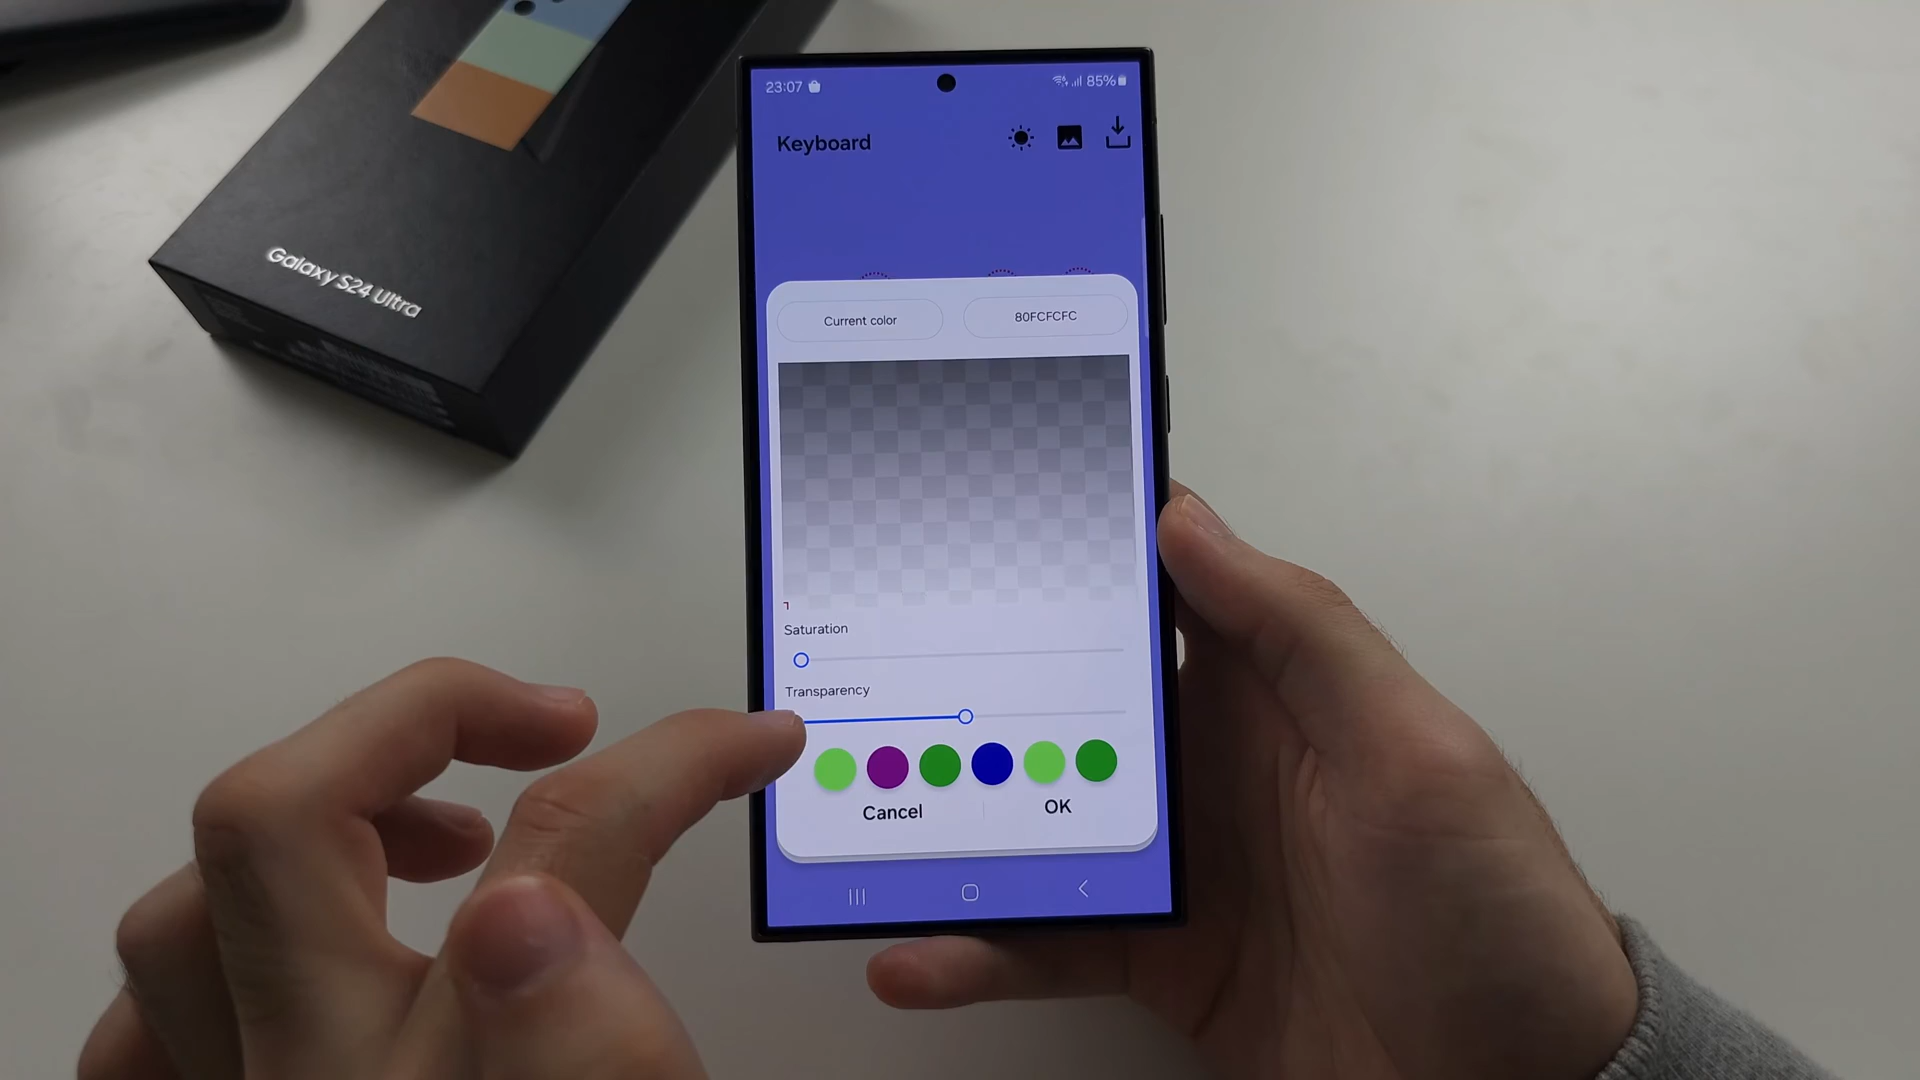 Galaxy S24 Ultra
23:07
85%
Keyboard
Current color
80FCFCFC
Saturation
Transparency
Cancel
OK